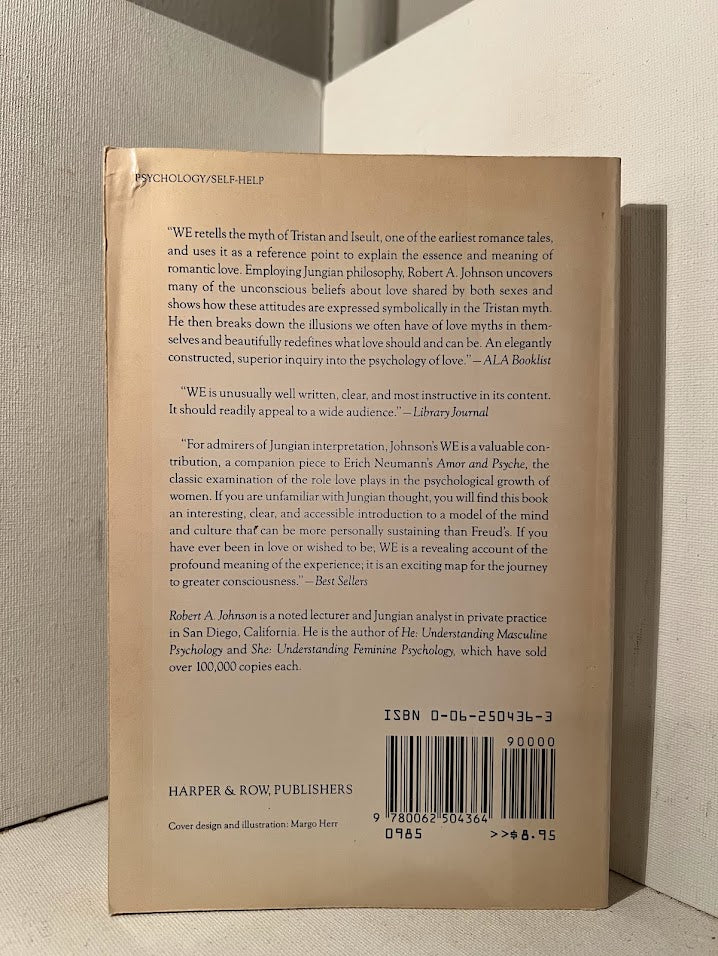 PSYCHOLOGY/SELF-HELP
“WE retells the myth of Tristan and Iseult, one of the earliest romance tales,
and uses it as a reference point to explain the essence and meaning of
romantic love. Employing Jungian philosophy, Robert A. Johnson uncovers
many of the unconscious beliefs about love shared by both sexes and
shows how these attitudes are expressed symbolically in the Tristan myth.
He then breaks down the illusions we often have of love myths in them-
selves and beautifully redefines what love should and can be. An elegantly
constructed, superior inquiry into the psychology of love.”—ALA Booklist
“WE is unusually well written, clear, and most instructive in its content.
It should readily appeal to a wide audience.”—Library Journal
“For admirers of Jungian interpretation, Johnson's WE is a valuable con-
tribution, a companion piece to Erich Neumann's Amor and Psyche, the
classic examination of the role love plays in the psychological growth of
women. If you are unfamiliar with Jungian thought, you will find this book
an interesting, clear, and accessible introduction to a model of the mind
and culture that can be more personally sustaining than Freud's. If you
have ever been in love or wished to be, WE is a revealing account of the
profound meaning of the experience; it is an exciting map for the journey
to greater consciousness.”—Best Sellers
Robert A. Johnson is a noted lecturer and Jungian analyst in private practice
in San Diego, California. He is the author of He: Understanding Masculine
Psychology and She: Understanding Feminine Psychology, which have sold
over 100,000 copies each.
ISBN 0-06-250436-3
90000
HARPER & ROW, PUBLISHERS
9 780062 504364
Cover design and illustration: Margo Herr
0985 >>$8.95